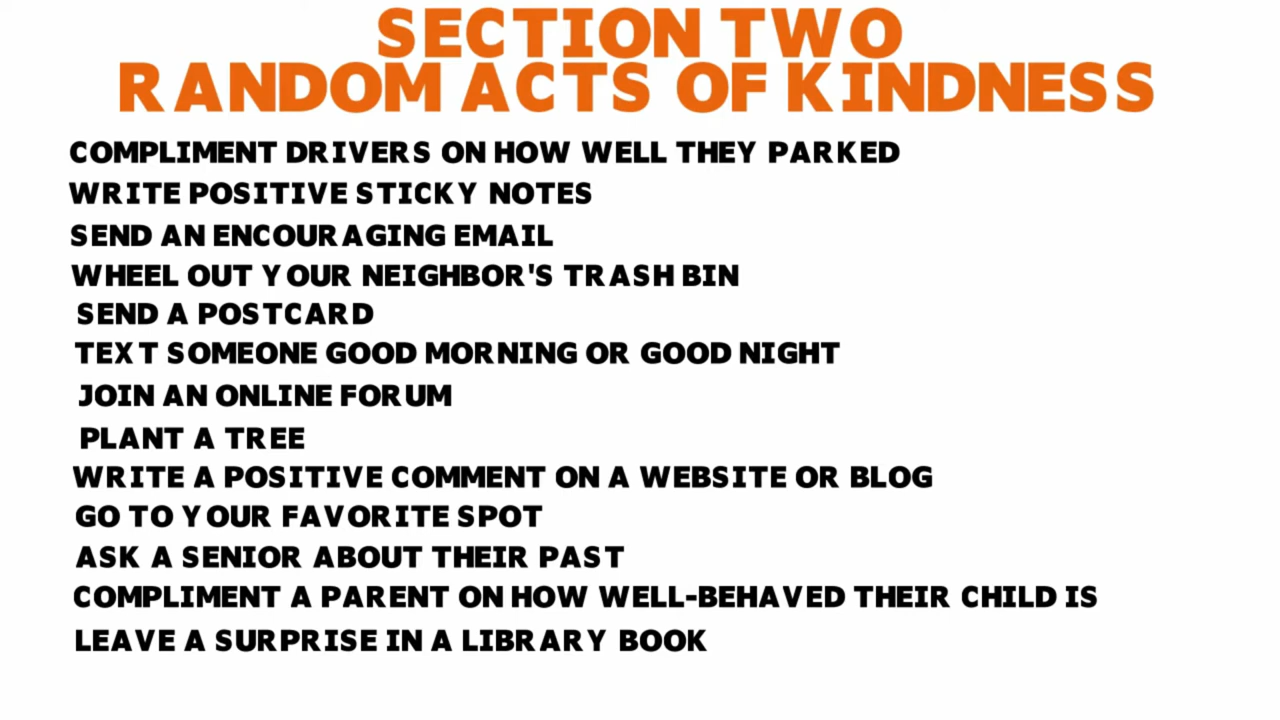 SECTION TWO
RANDOM ACTS OF KINDNESS
COMPLIMENT DRIVERS ON HOW WELL THEY PARKED
WRITE POSITIVE STICKY NOTES
SEND AN ENCOURAGING EMAIL
WHEEL OUT YOUR NEIGHBOR'S TRASH BIN
SEND A POSTCARD
TEXT SOMEONE GOOD MORNING OR GOOD NIGHT
JOIN AN ONLINE FORUM
PLANT A TREE
WRITE A POSITIVE COMMENT ON A WEBSITE OR BLOG
GO TO YOUR FAVORITE SPOT
ASK A SENIOR ABOUT THEIR PAST
COMPLIMENT A PARENT ON HOW WELL-BEHAVED THEIR CHILD IS
LEAVE A SURPRISE IN A LIBRARY BOOK